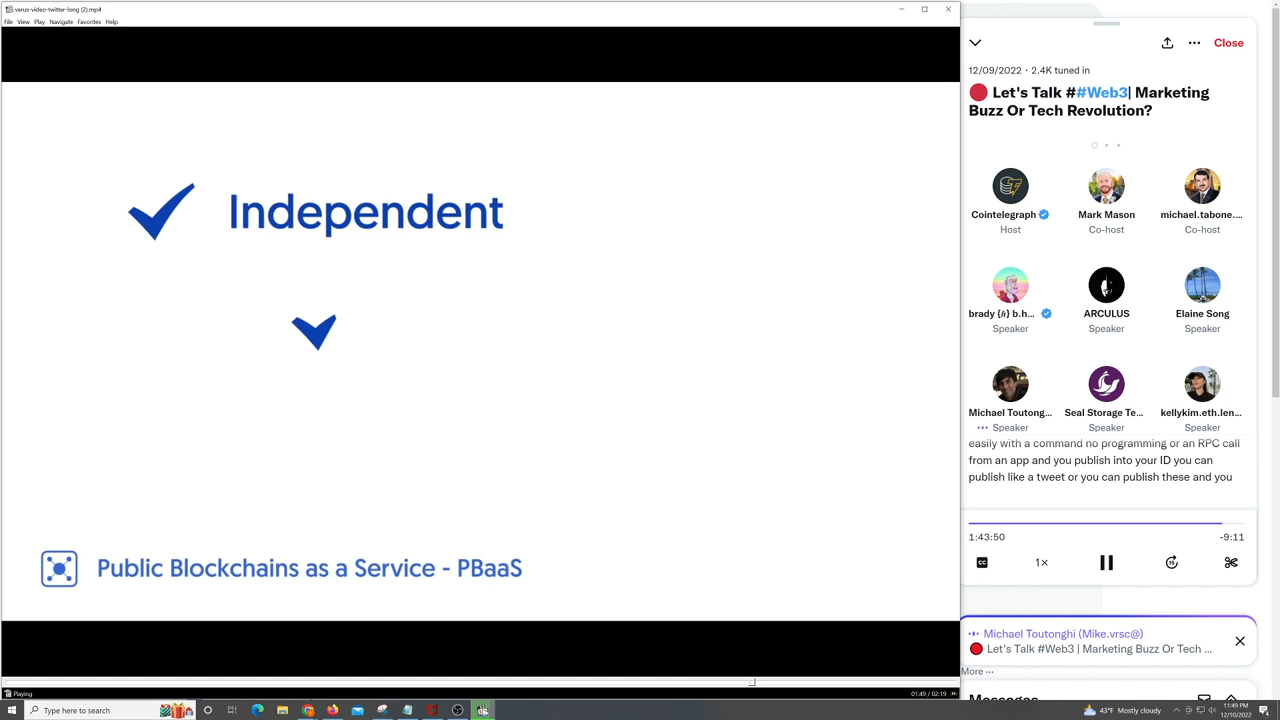 verus-video-twitter-long (2).mp4
File View Play Navigate Favorites Help
Independent
Public Blockchains as a Service - PBaaS
Playing
01:49 / 02:19
Close
12/09/2022 · 2.4K tuned in
Let's Talk ##Web3| Marketing
Buzz Or Tech Revolution?
Cointelegraph
Host
Mark Mason
Co-host
michael.tabone....
Co-host
brady {ℏ} b.h...
Speaker
ARCULUS
Speaker
Elaine Song
Speaker
Michael Toutong...
Speaker
Seal Storage Te...
Speaker
kellykim.eth.len...
Speaker
easily with a command no programming or an RPC call
from an app and you publish into your ID you can
publish like a tweet or you can publish these and you
1:43:50
-9:11
CC
1×
15
Michael Toutonghi (Mike.vrsc@)
Let's Talk #Web3 | Marketing Buzz Or Tech ...
More ...
Messages
Type here to search
43°F Mostly cloudy
11:49 PM
12/10/2022